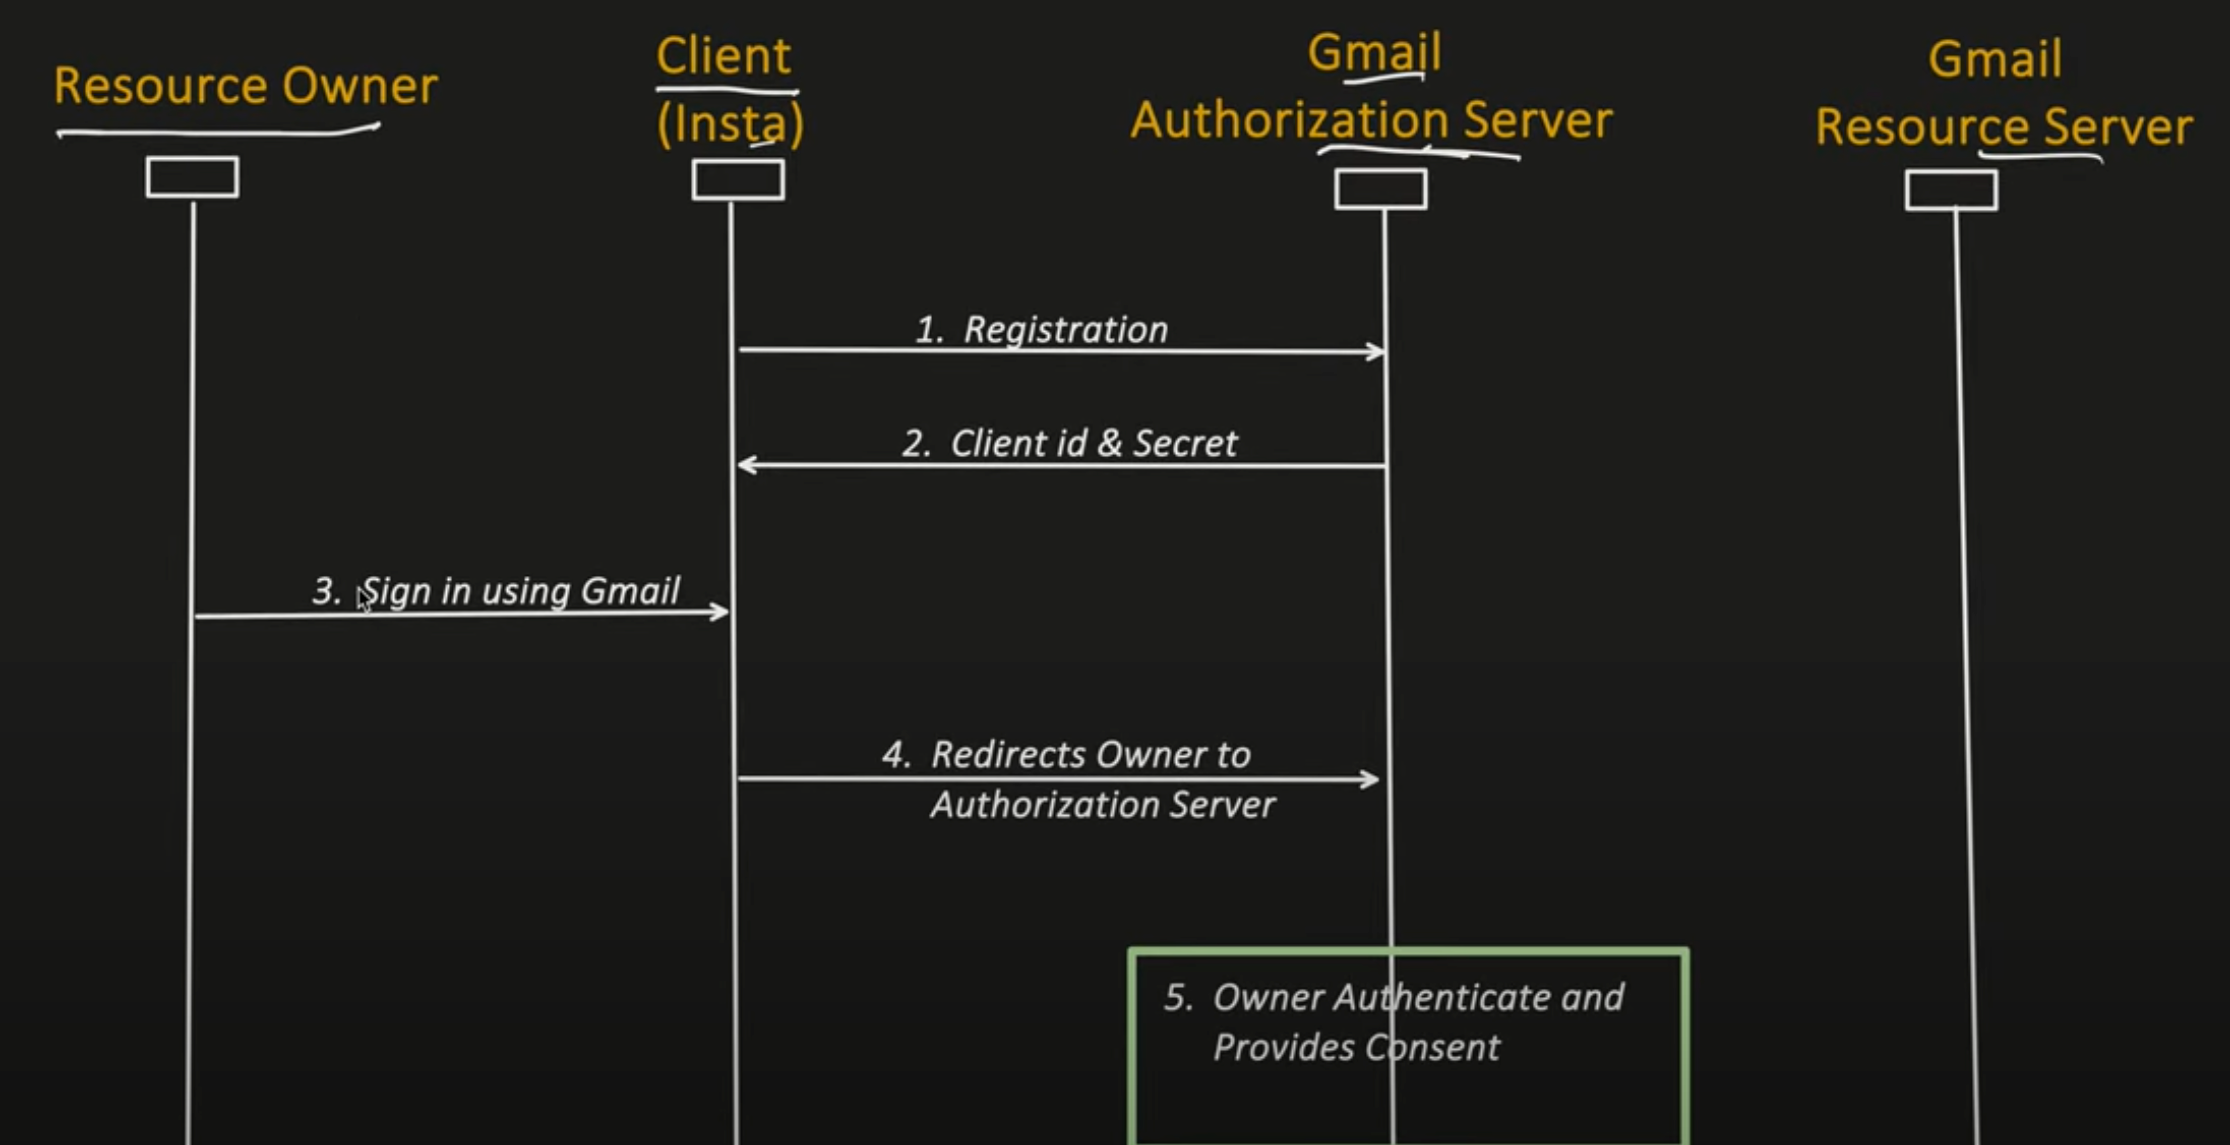 Resource Owner
Client
(Insta)
Gmail
Authorization Server
Gmail
Resource Server
1. Registration
2. Client id & Secret
3. Sign in using Gmail
4. Redirects Owner to
Authorization Server
5. Owner Authenticate and
Provides Consent